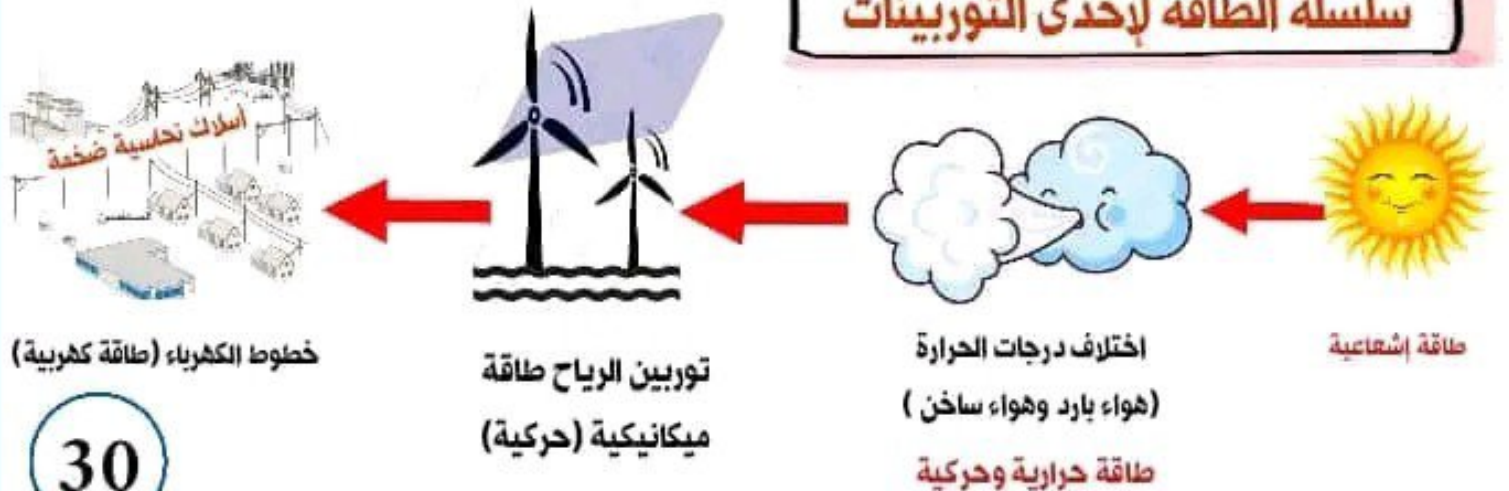 سلسلة الطاقة لإحدى التوربينات
طاقة إشعاعية
اختلاف درجات الحرارة
(هواء بارد وهواء ساخن )
طاقة حرارية وحركية
توربين الرياح طاقة
ميكانيكية (حركية)
أسلاك نحاسية ضخمة
خطوط الكهرباء (طاقة كهربية)
30